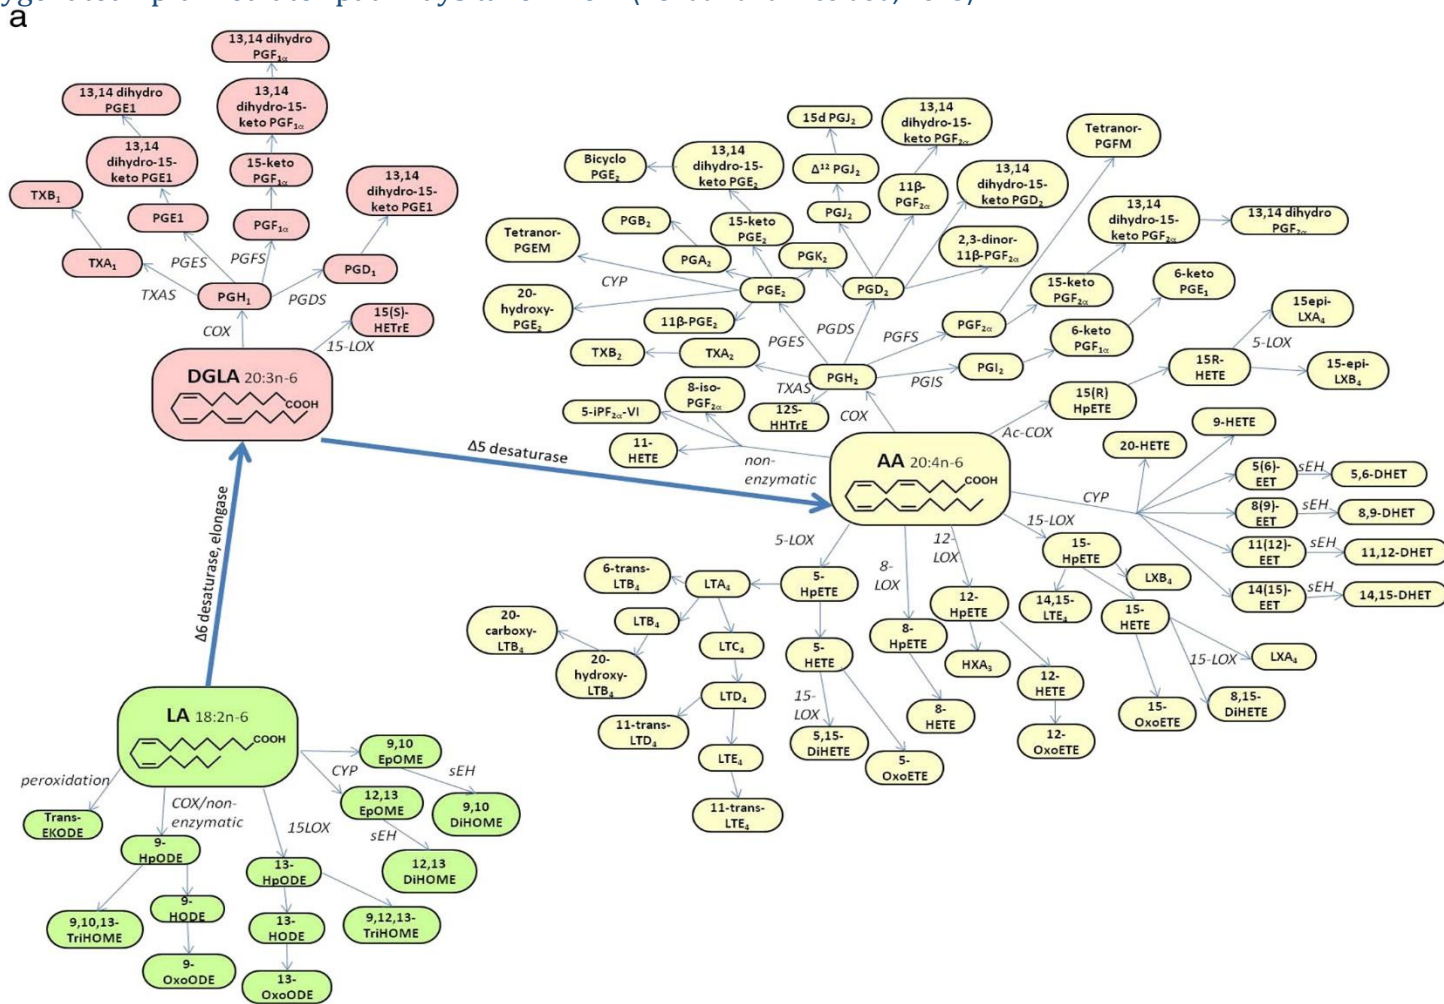 a
13,14 dihydro
PGF₁α
13,14 dihydro
PGE1
13,14
dihydro-15-
keto PGF₁α
13,14
dihydro-15-
keto PGE1
15-keto
PGF₁α
13,14
dihydro-15-
keto PGE1
TXB₁
PGE1
PGF₁α
TXA₁
PGES
PGFS
PGD₁
TXAS
PGH₁
PGDS
COX
15(S)-
HETrE
15-LOX
DGLA 20:3n-6
COOH
Δ5 desaturase
Δ6 desaturase, elongase
LA 18:2n-6
COOH
peroxidation
Trans-
EKODE
COX/non-
enzymatic
15LOX
CYP
9,10
EpOME
sEH
12,13
EpOME
9,10
DiHOME
sEH
12,13
DiHOME
9-
HpODE
13-
HpODE
9,10,13-
TriHOME
9-
HODE
13-
HODE
9,12,13-
TriHOME
9-
OxoODE
13-
OxoODE
15d PGJ₂
13,14
dihydro-15-
keto PGF₂α
Tetranor-
PGFM
Bicyclo
PGE₂
13,14
dihydro-15-
keto PGE₂
Δ¹² PGJ₂
11β-
PGF₂α
13,14
dihydro-15-
keto PGD₂
PGB₂
15-keto
PGE₂
PGJ₂
13,14
dihydro-15-
keto PGF₂α
13,14 dihydro
PGF₂α
Tetranor-
PGEM
PGA₂
PGK₂
2,3-dinor-
11β-PGF₂α
CYP
PGE₂
PGD₂
15-keto
PGF₂α
6-keto
PGE₁
20-
hydroxy-
PGE₂
11β-PGE₂
PGES
PGDS
PGFS
PGF₂α
6-keto
PGF₁α
15epi-
LXA₄
5-LOX
TXB₂
TXA₂
PGI₂
15R-
HETE
15-epi-
LXB₄
TXAS
PGH₂
PGIS
8-iso-
PGF₂α
5-iPF₂α-VI
12S-
HHTrE
COX
15(R)
HpETE
Ac-COX
11-
HETE
non-
enzymatic
AA 20:4n-6
COOH
20-HETE
9-HETE
CYP
5(6)-
EET
sEH
5,6-DHET
8(9)-
EET
sEH
8,9-DHET
11(12)-
EET
sEH
11,12-DHET
14(15)-
EET
sEH
14,15-DHET
5-LOX
8-
LOX
12-
LOX
15-LOX
15-
HpETE
LXB₄
14,15-
LTE₄
15-
HETE
15-LOX
LXA₄
15-
OxoETE
8,15-
DiHETE
6-trans-
LTB₄
LTA₄
5-
HpETE
12-
HpETE
20-
carboxy-
LTB₄
LTB₄
LTC₄
5-
HETE
8-
HpETE
HXA₃
20-
hydroxy-
LTB₄
LTD₄
15-
LOX
8-
HETE
12-
HETE
11-trans-
LTD₄
5,15-
DiHETE
12-
OxoETE
LTE₄
5-
OxoETE
11-trans-
LTE₄